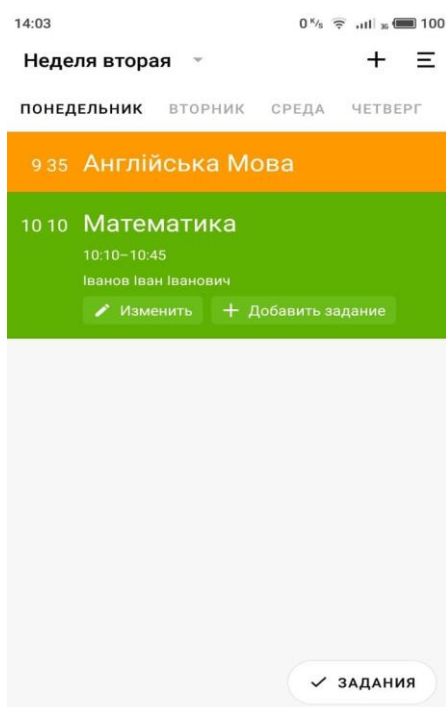 14:03 0 K/s 3G 100
Неделя вторая
ПОНЕДЕЛЬНИК ВТОРНИК СРЕДА ЧЕТВЕРГ
9 35 Англійська Мова
10 10 Математика
10:10–10:45
Іванов Іван Іванович
Изменить + Добавить задание
ЗАДАНИЯ